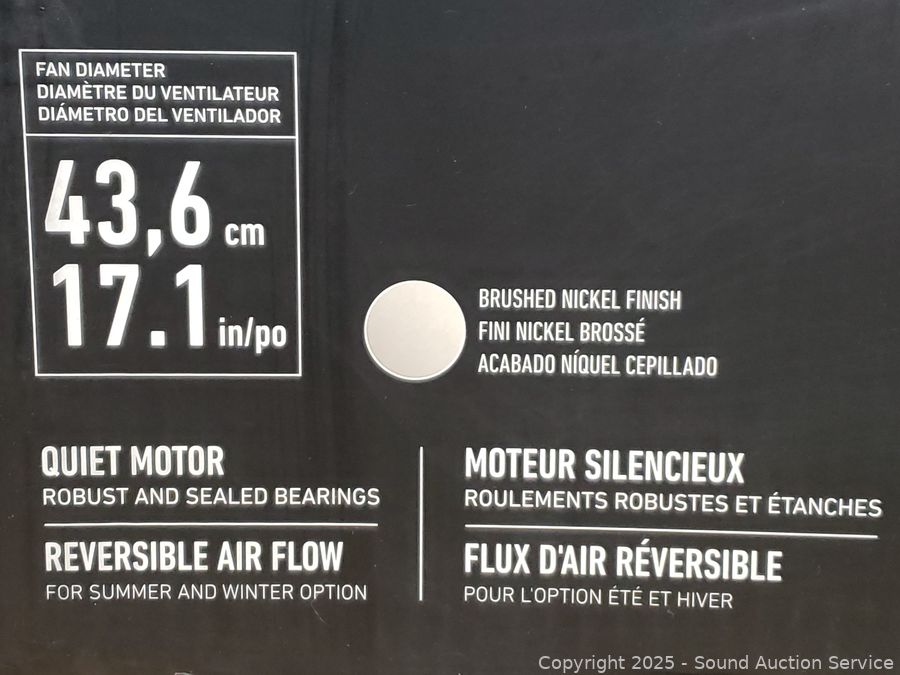 FAN DIAMETER
DIAMÈTRE DU VENTILATEUR
DIÁMETRO DEL VENTILADOR
43,6 cm
17.1 in/po
BRUSHED NICKEL FINISH
FINI NICKEL BROSSÉ
ACABADO NÍQUEL CEPILLADO
QUIET MOTOR
ROBUST AND SEALED BEARINGS
REVERSIBLE AIR FLOW
FOR SUMMER AND WINTER OPTION
MOTEUR SILENCIEUX
ROULEMENTS ROBUSTES ET ÉTANCHES
FLUX D'AIR RÉVERSIBLE
POUR L'OPTION ÉTÉ ET HIVER
Copyright 2025 - Sound Auction Service